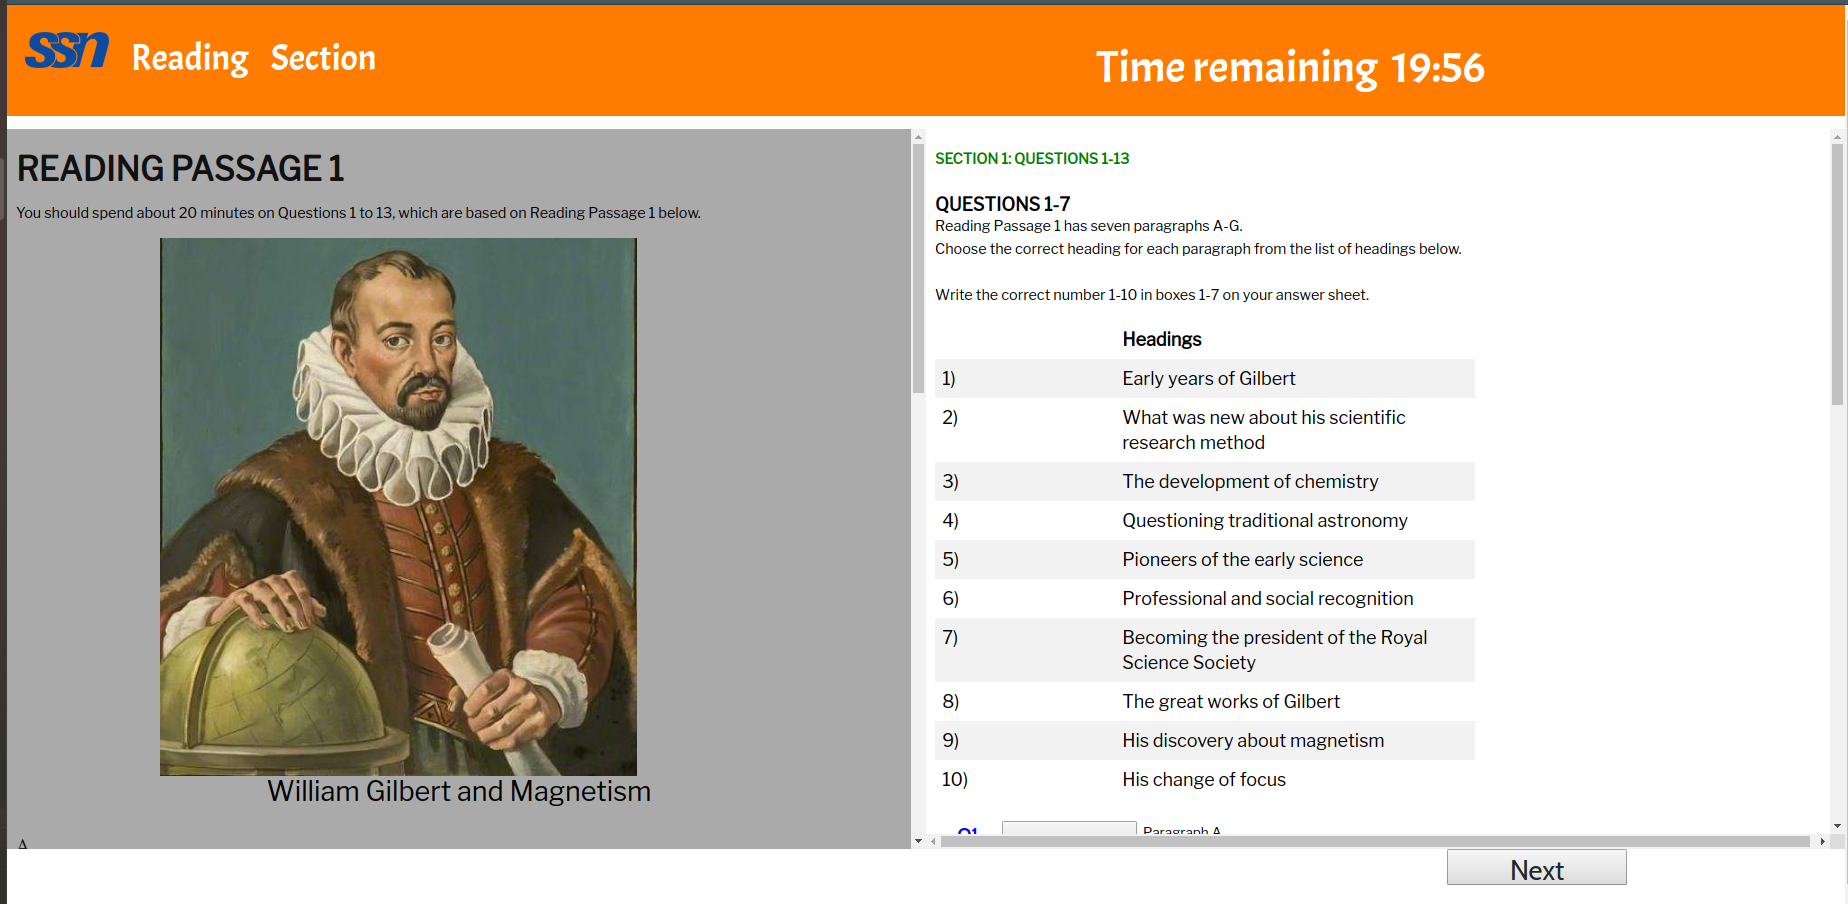 ssn Reading Section
Time remaining 19:56
READING PASSAGE 1
You should spend about 20 minutes on Questions 1 to 13, which are based on Reading Passage 1 below.
William Gilbert and Magnetism
A
SECTION 1: QUESTIONS 1-13
QUESTIONS 1-7
Reading Passage 1 has seven paragraphs A-G.
Choose the correct heading for each paragraph from the list of headings below.
Write the correct number 1-10 in boxes 1-7 on your answer sheet.
Headings
1) Early years of Gilbert
2) What was new about his scientific
research method
3) The development of chemistry
4) Questioning traditional astronomy
5) Pioneers of the early science
6) Professional and social recognition
7) Becoming the president of the Royal
Science Society
8) The great works of Gilbert
9) His discovery about magnetism
10) His change of focus
Q1 Paragraph A
Next